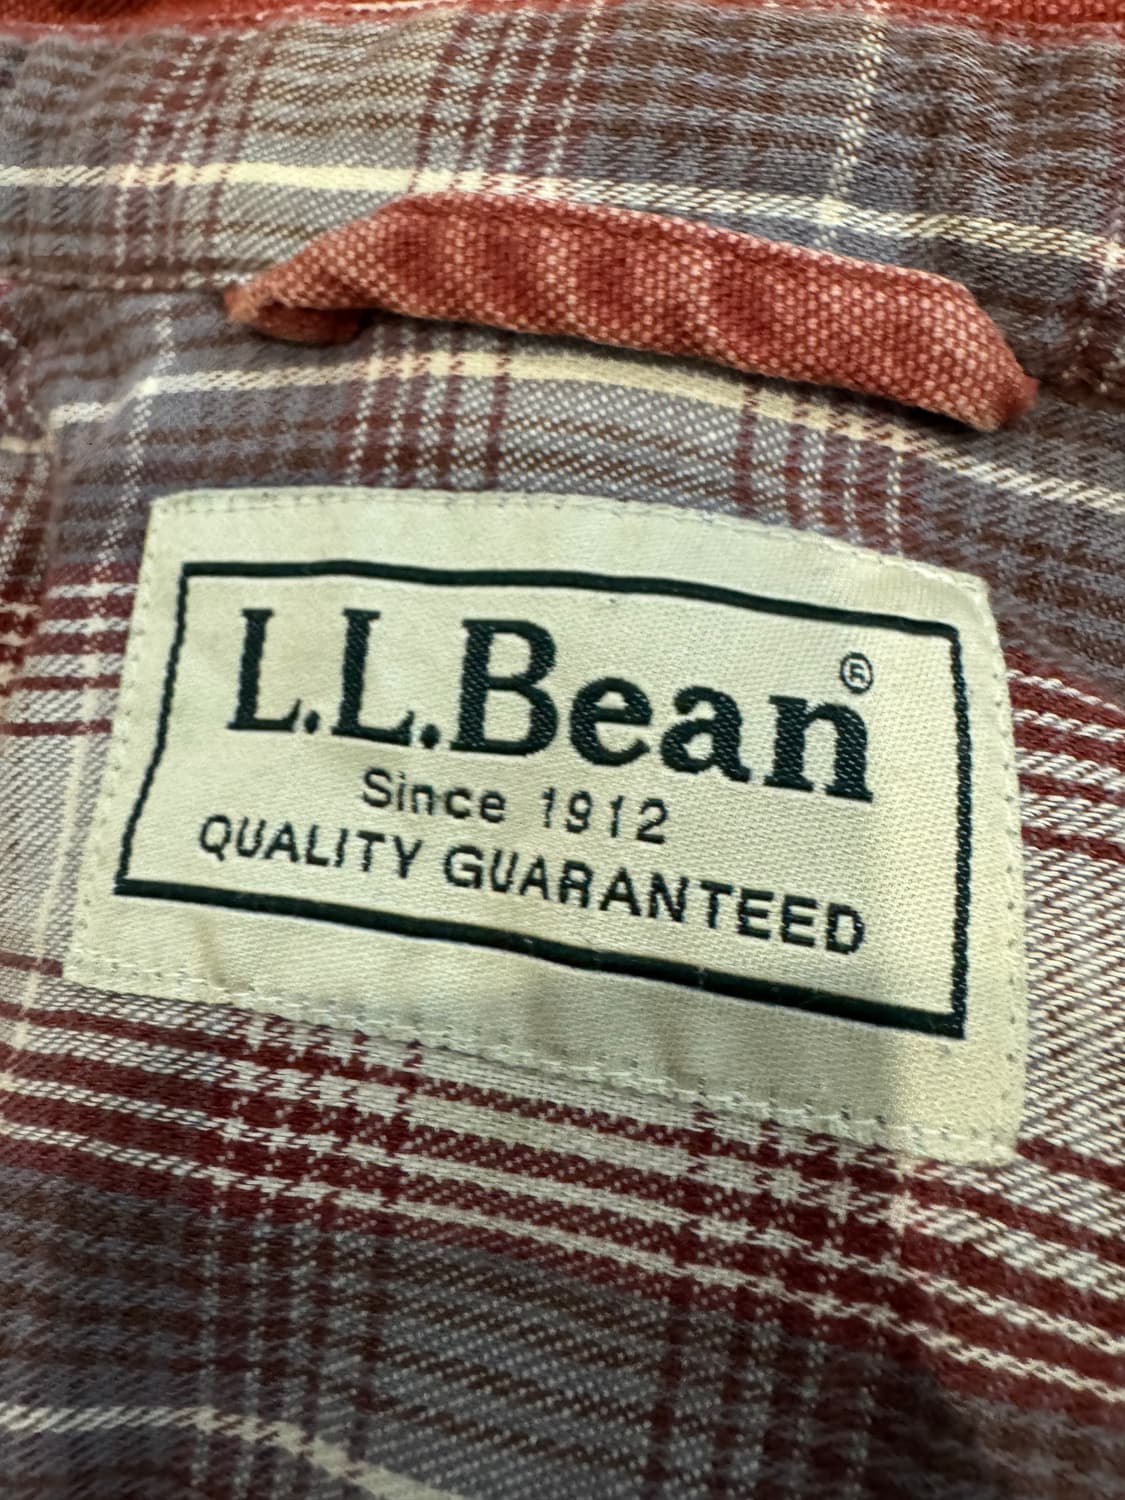 L.L.Bean®
Since 1912
QUALITY GUARANTEED